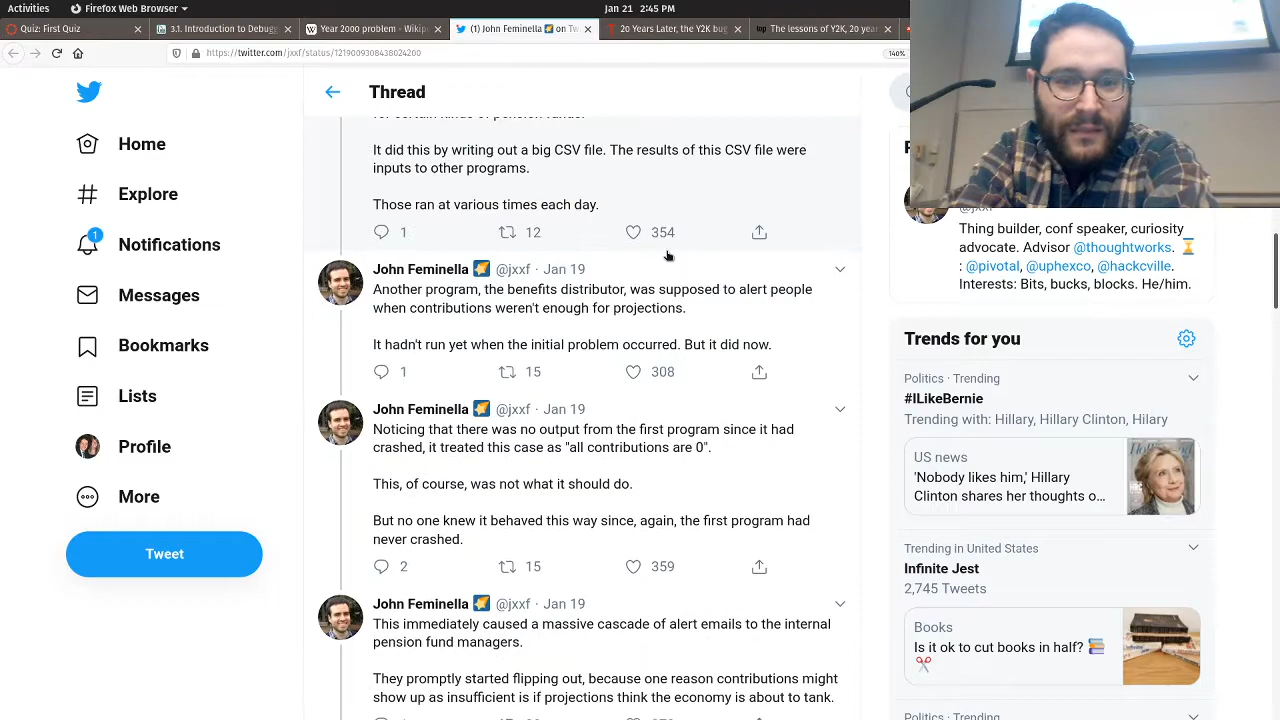 Activities
Firefox Web Browser
Jan 21 2:45 PM
Quiz: First Quiz
3.1. Introduction to Debugg
Year 2000 problem - Wikipe
(1) John Feminella on Tw
20 Years Later, the Y2K bug
The lessons of Y2K, 20 year
https://twitter.com/jxxf/status/1219009308438024200
140%
Thread
Home
Explore
1
Notifications
Messages
Bookmarks
Lists
Profile
More
Tweet
It did this by writing out a big CSV file. The results of this CSV file were
inputs to other programs.
Those ran at various times each day.
1 12 354
John Feminella @jxxf · Jan 19
Another program, the benefits distributor, was supposed to alert people
when contributions weren't enough for projections.
It hadn't run yet when the initial problem occurred. But it did now.
1 15 308
John Feminella @jxxf · Jan 19
Noticing that there was no output from the first program since it had
crashed, it treated this case as "all contributions are 0".
This, of course, was not what it should do.
But no one knew it behaved this way since, again, the first program had
never crashed.
2 15 359
John Feminella @jxxf · Jan 19
This immediately caused a massive cascade of alert emails to the internal
pension fund managers.
They promptly started flipping out, because one reason contributions might
show up as insufficient is if projections think the economy is about to tank.
@jxxf
Thing builder, conf speaker, curiosity
advocate. Advisor @thoughtworks.
: @pivotal, @uphexco, @hackcville.
Interests: Bits, bucks, blocks. He/him.
Trends for you
Politics · Trending
#ILikeBernie
Trending with: Hillary, Hillary Clinton, Hilary
US news
'Nobody likes him,' Hillary
Clinton shares her thoughts o...
Trending in United States
Infinite Jest
2,745 Tweets
Books
Is it ok to cut books in half?
Politics · Trending